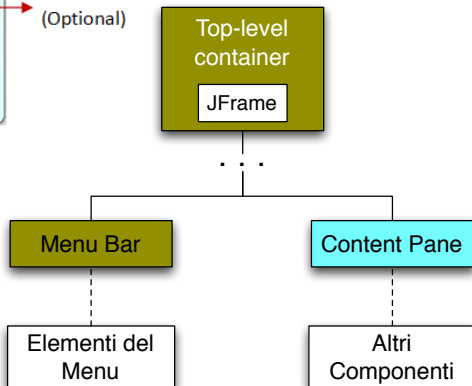 (Optional)
Top-level
container
JFrame
. . .
Menu Bar
Content Pane
Elementi del
Menu
Altri
Componenti